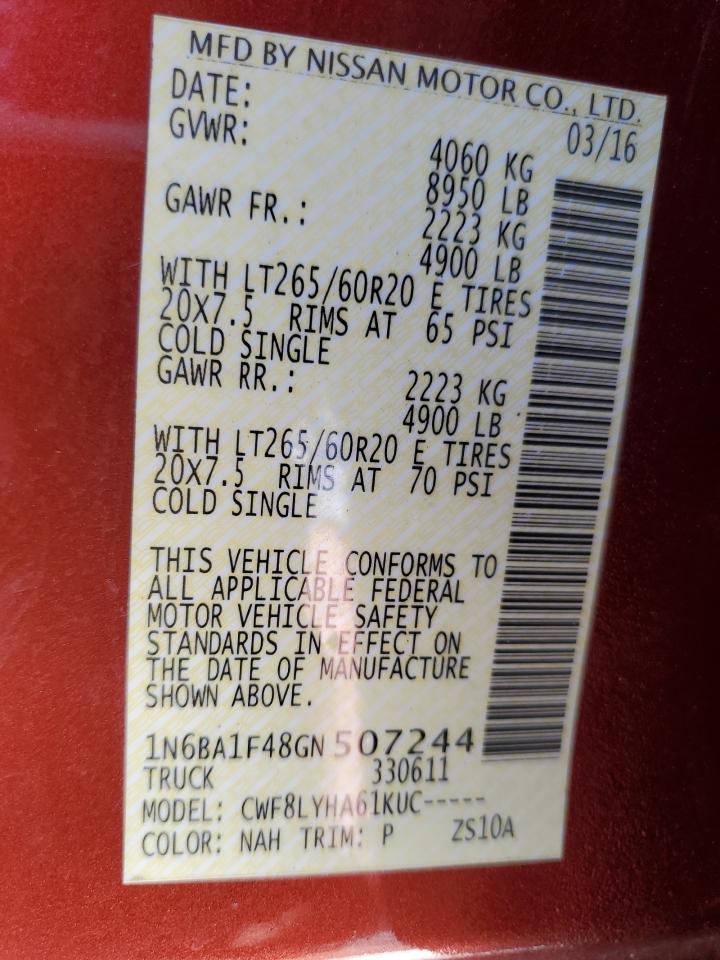 MFD BY NISSAN MOTOR CO., LTD.
DATE: 03/16
GVWR: 4060 KG
8950 LB
GAWR FR.: 2223 KG
4900 LB
WITH LT265/60R20 E TIRES
20X7.5 RIMS AT 65 PSI
COLD SINGLE
GAWR RR.: 2223 KG
4900 LB
WITH LT265/60R20 E TIRES
20X7.5 RIMS AT 70 PSI
COLD SINGLE
THIS VEHICLE CONFORMS TO
ALL APPLICABLE FEDERAL
MOTOR VEHICLE SAFETY
STANDARDS IN EFFECT ON
THE DATE OF MANUFACTURE
SHOWN ABOVE.
1N6BA1F48GN507244
TRUCK 330611
MODEL: CWF8LYHA61KUC-----
COLOR: NAH TRIM: P ZS10A